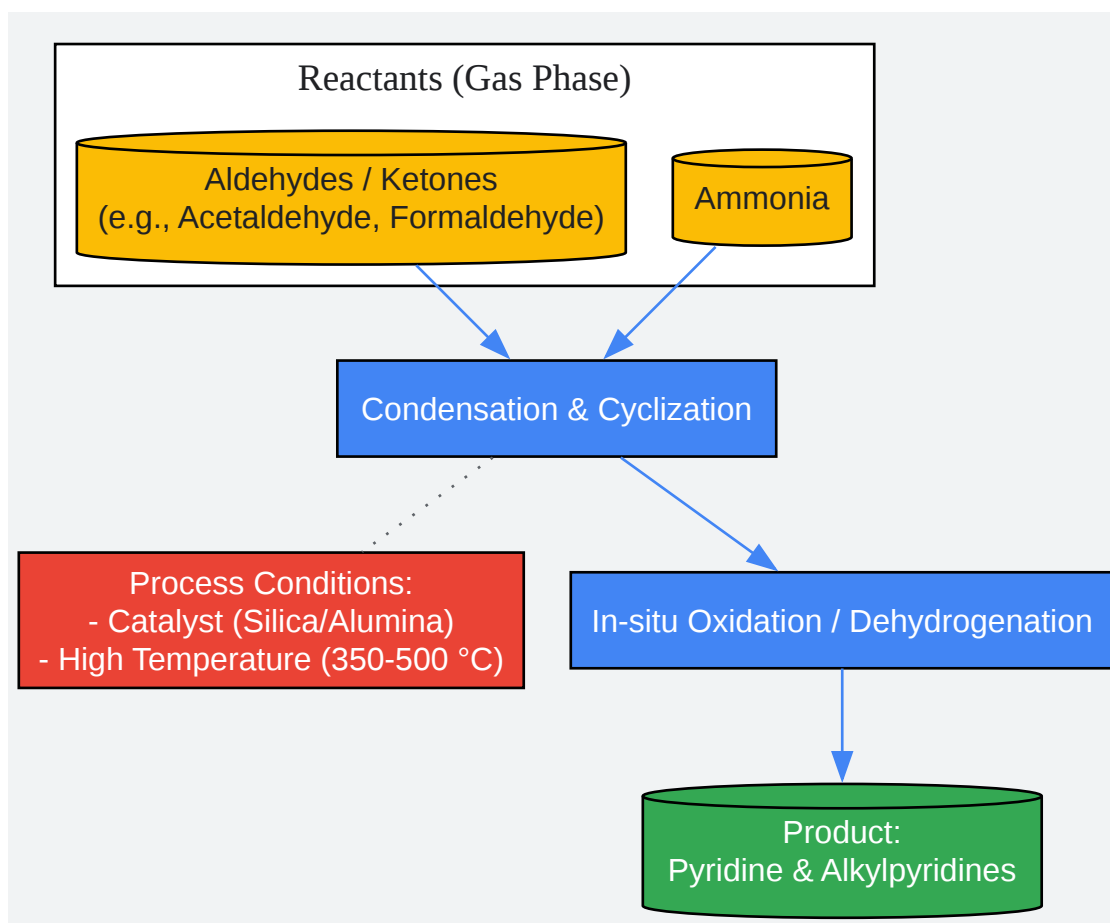 Reactants (Gas Phase)
Aldehydes / Ketones
(e.g., Acetaldehyde, Formaldehyde)
Ammonia
Condensation & Cyclization
Process Conditions:
- Catalyst (Silica/Alumina)
- High Temperature (350-500 °C)
In-situ Oxidation / Dehydrogenation
Product:
Pyridine & Alkylpyridines